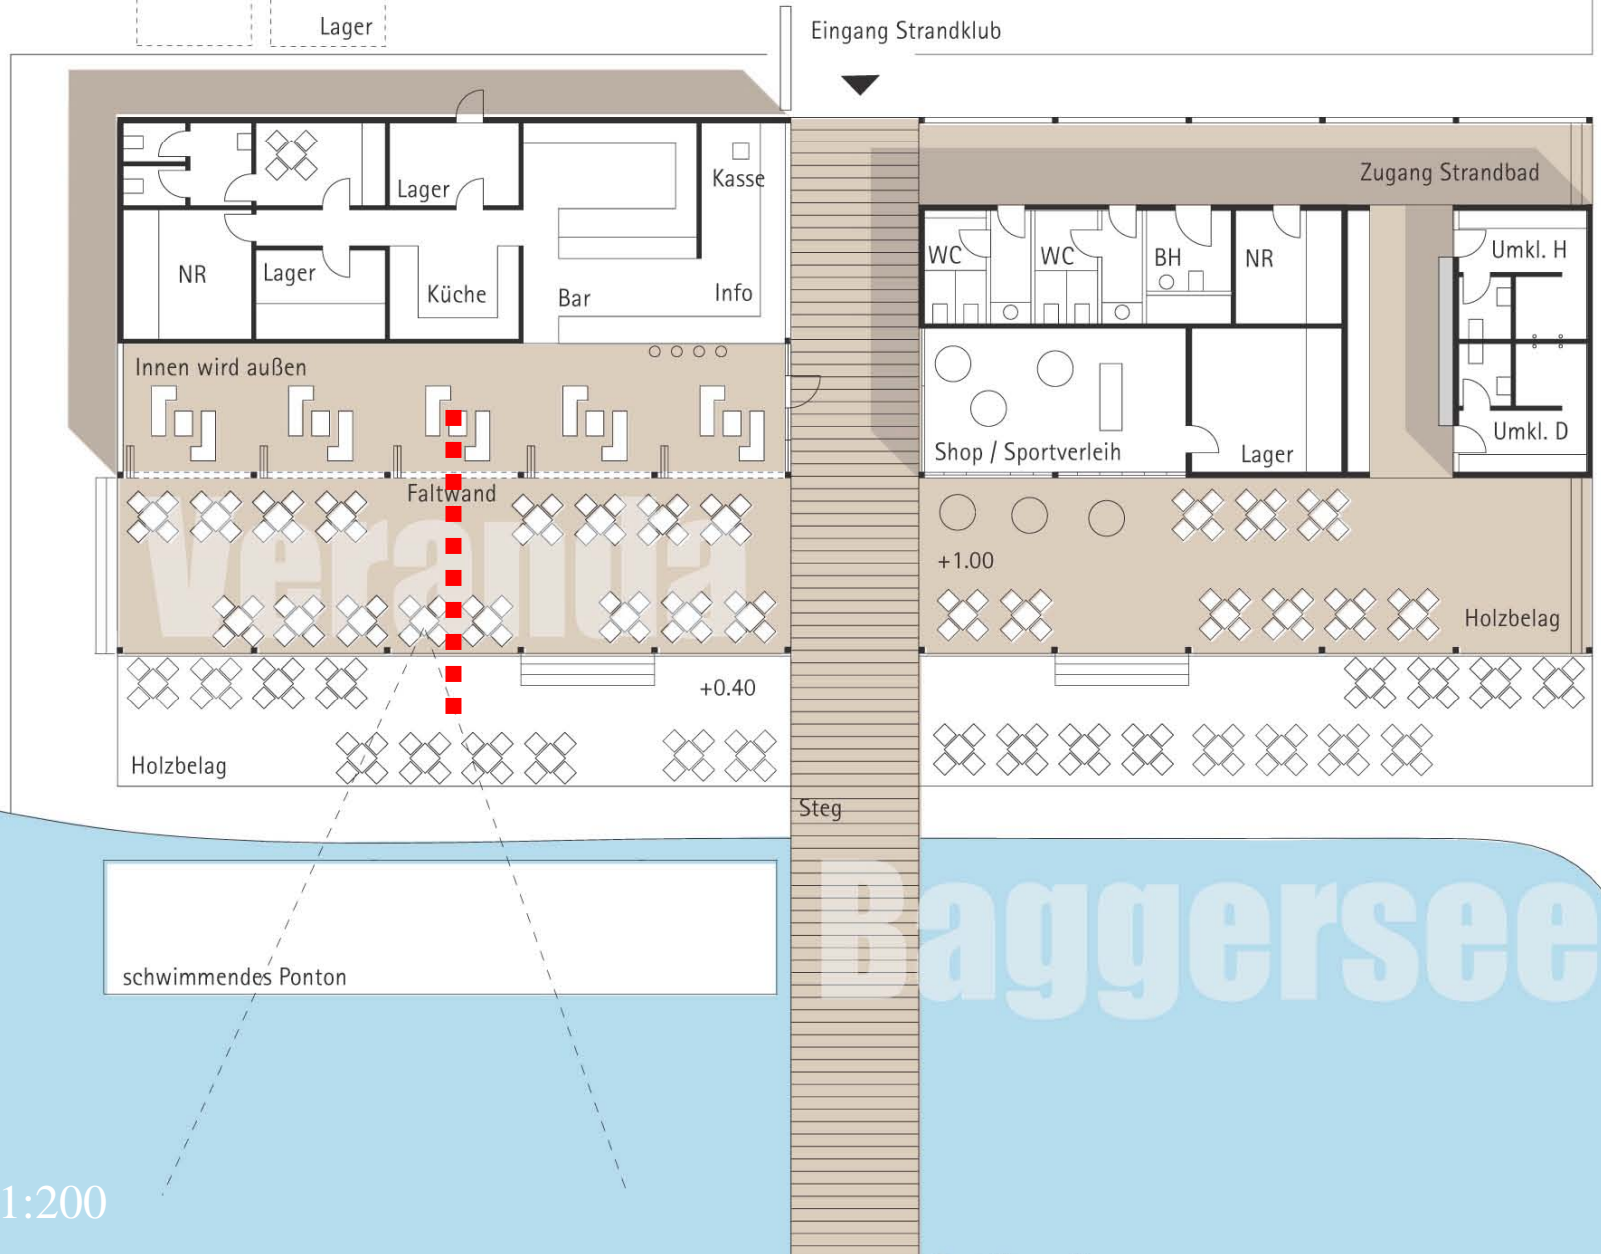 Lager
Eingang Strandklub
Kasse
Zugang Strandbad
Lager
WC
WC
BH
NR
Umkl. H
NR
Lager
Küche
Bar
Info
Innen wird außen
Shop / Sportverleih
Lager
Umkl. D
Faltwand
Veranda
+1.00
Holzbelag
+0.40
Holzbelag
Steg
Baggersee
schwimmendes Ponton
1:200